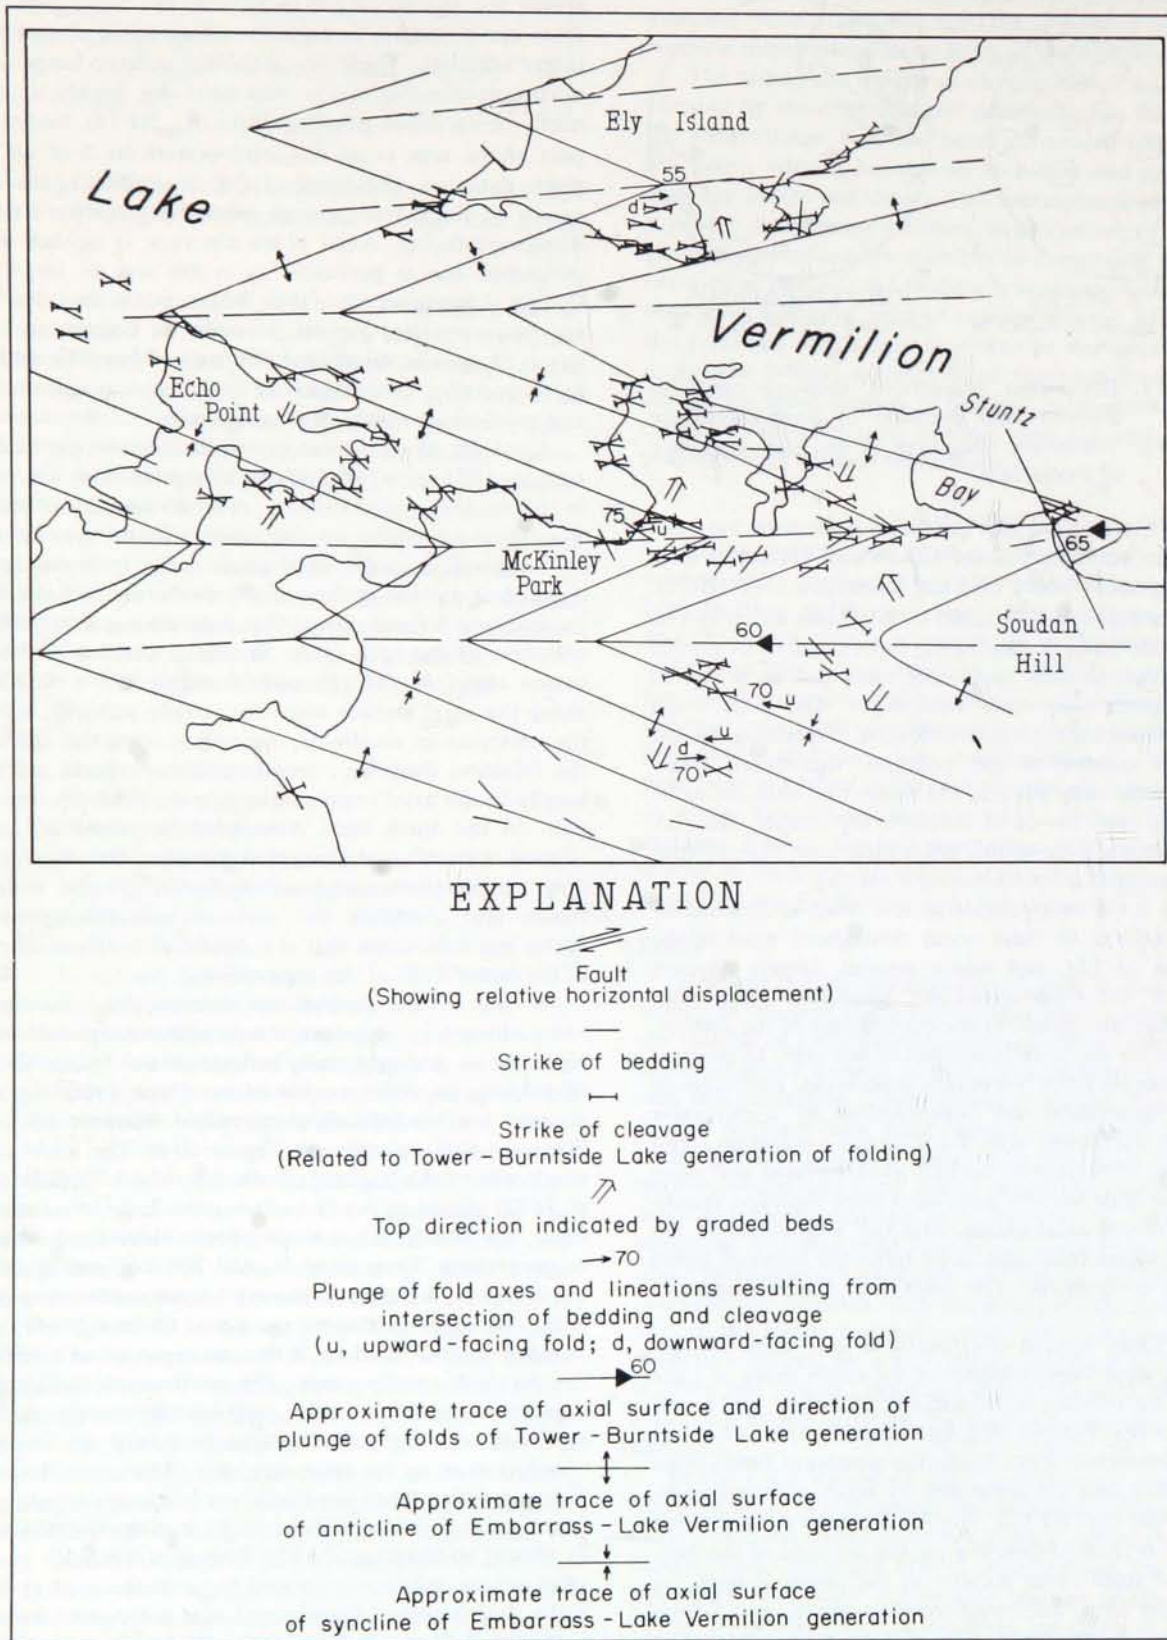 Ely Island
Lake
55
d
Vermilion
Echo
Point
Stuntz
Bay
75
u
65
McKinley
Park
60
Soudan
Hill
70
u
u
d
70
EXPLANATION
Fault
(Showing relative horizontal displacement)
Strike of bedding
Strike of cleavage
(Related to Tower-Burntside Lake generation of folding)
Top direction indicated by graded beds
70
Plunge of fold axes and lineations resulting from
intersection of bedding and cleavage
(u, upward-facing fold; d, downward-facing fold)
60
Approximate trace of axial surface and direction of
plunge of folds of Tower-Burntside Lake generation
Approximate trace of axial surface
of anticline of Embarrass-Lake Vermilion generation
Approximate trace of axial surface
of syncline of Embarrass-Lake Vermilion generation